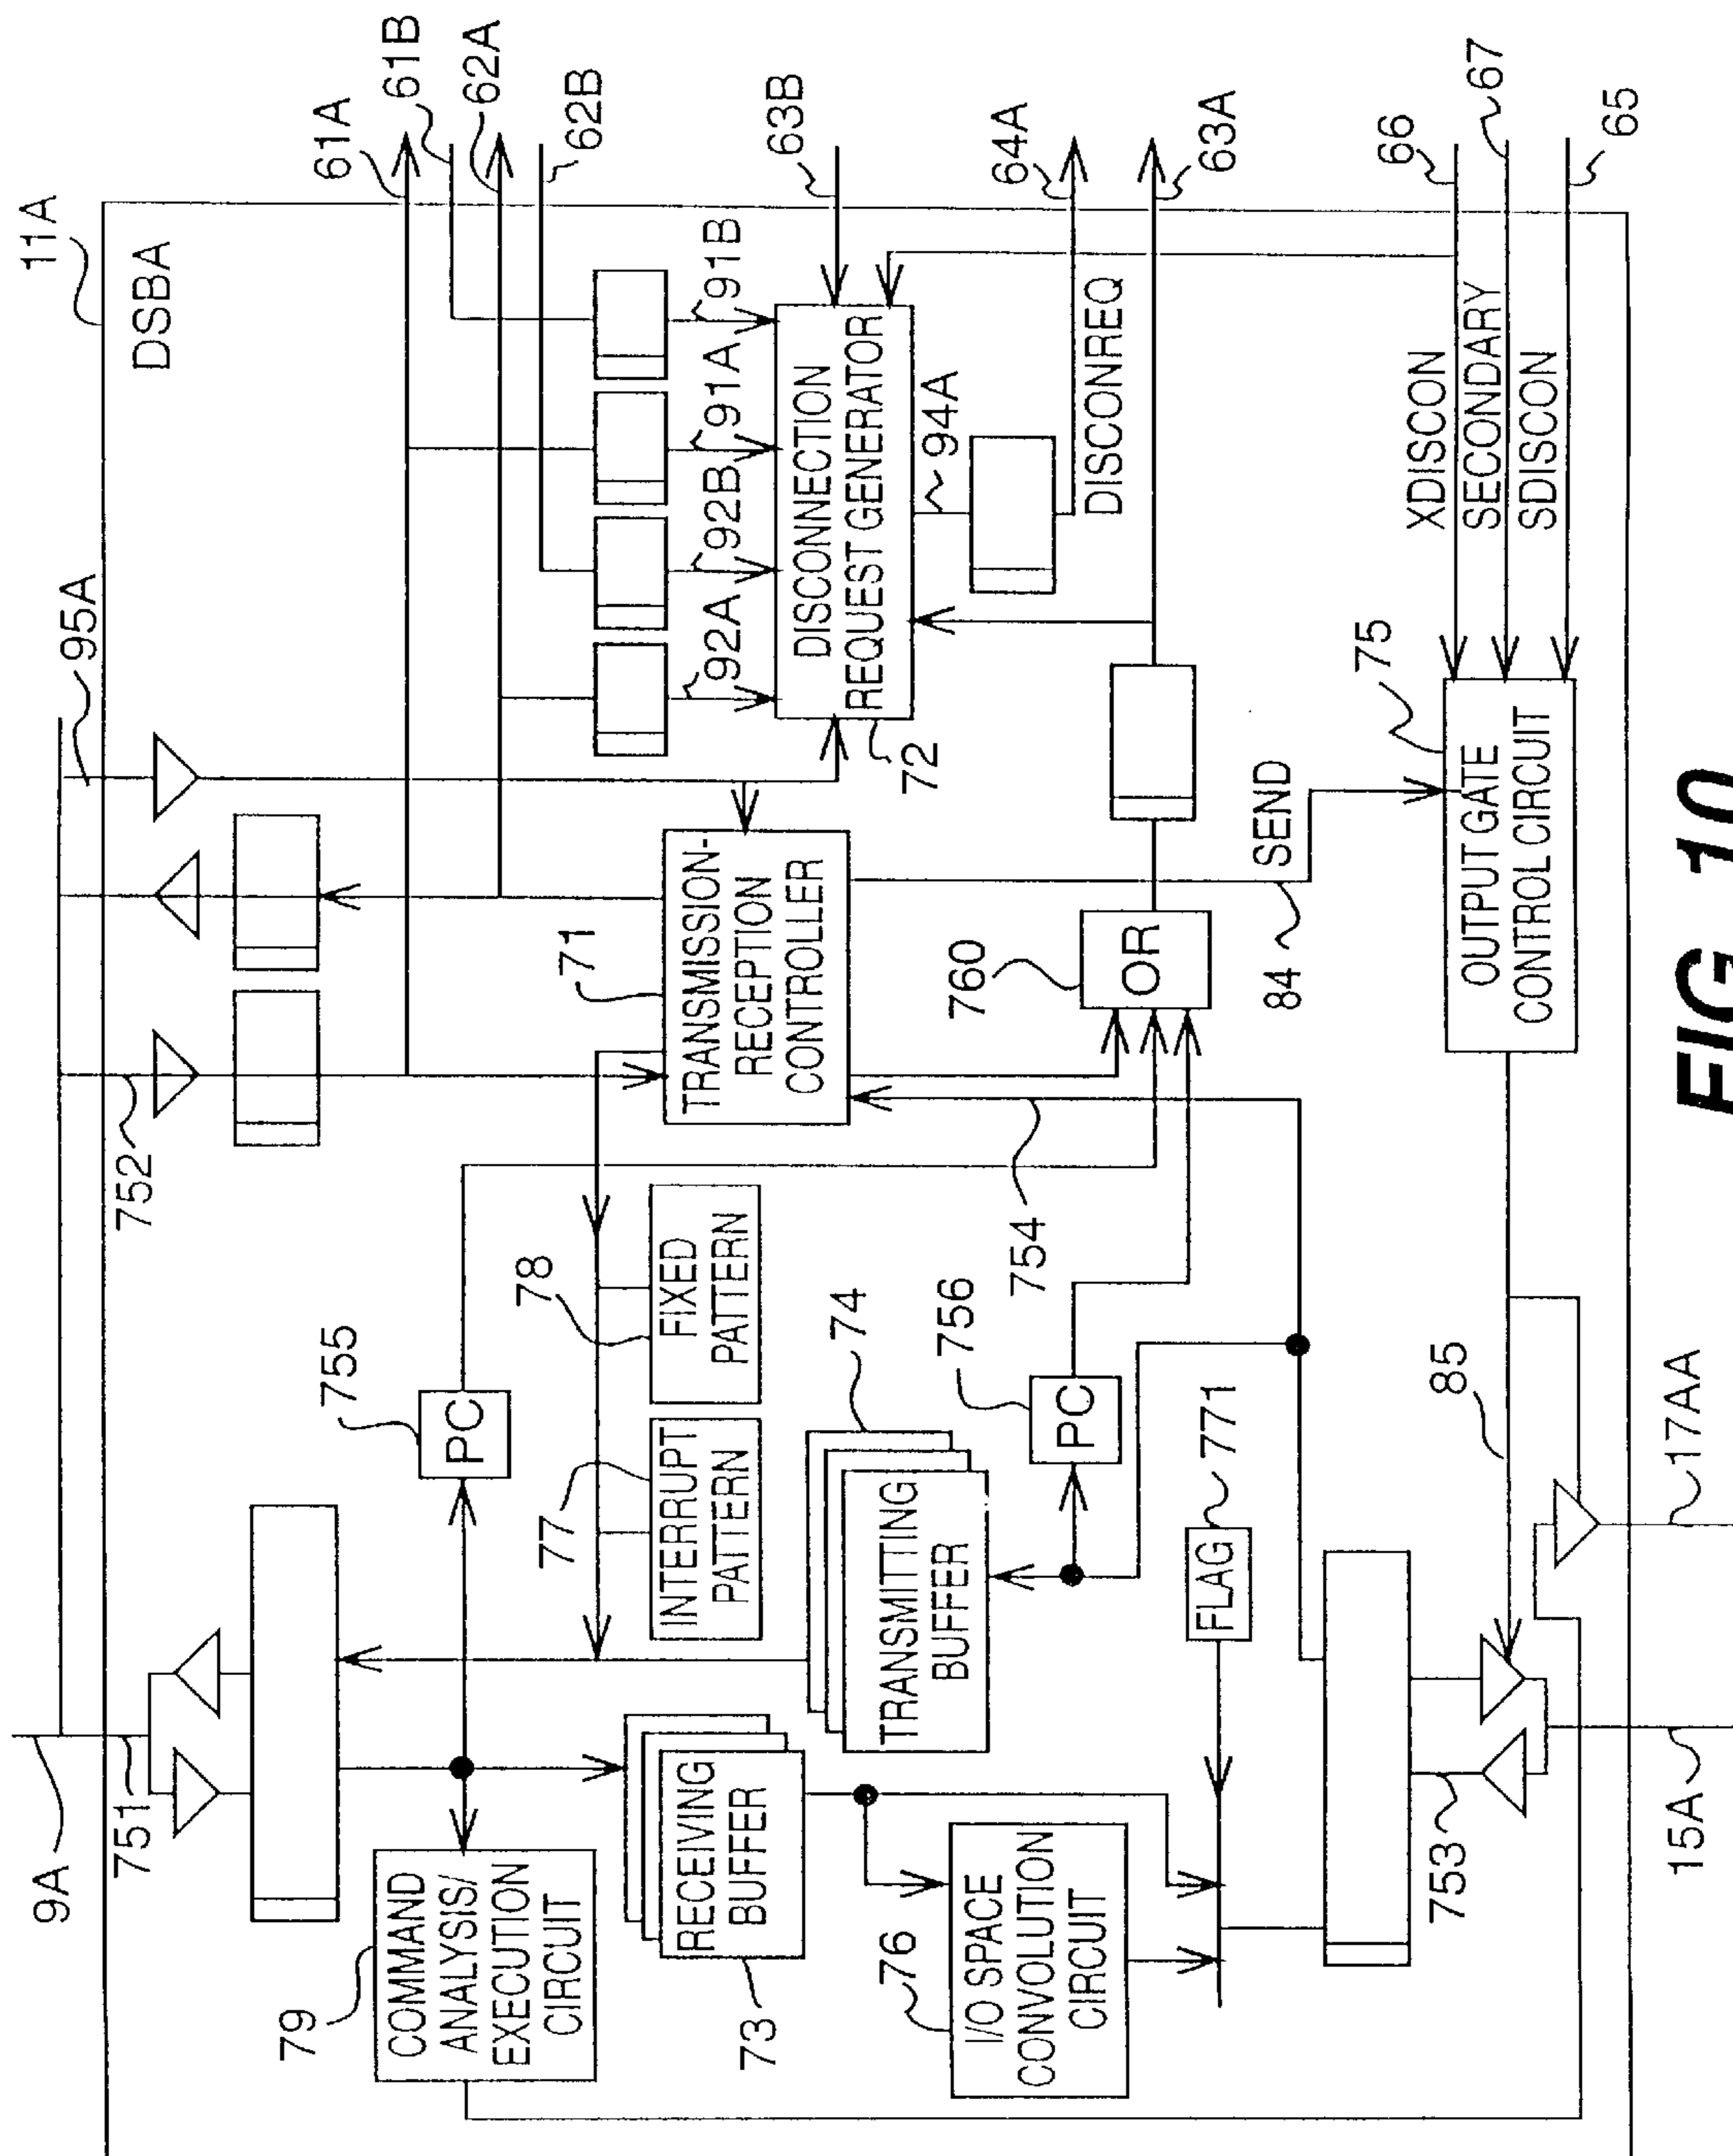 11A
DSBA
9A
751
752
95A
61A
61B
62A
62B
63B
64A
63A
66
67
65
79
COMMAND
ANALYSIS/
EXECUTION
CIRCUIT
755
PC
73
RECEIVING
BUFFER
77
INTERRUPT
PATTERN
78
FIXED
PATTERN
71
TRANSMISSION-
RECEPTION
CONTROLLER
92A
92B
91A
91B
72
DISCONNECTION
REQUEST GENERATOR
94A
DISCONREQ
74
TRANSMITTING
BUFFER
756
PC
754
760
OR
84
SEND
76
I/O SPACE
CONVOLUTION
CIRCUIT
FLAG
771
753
85
75
OUTPUT GATE
CONTROL CIRCUIT
XDISCON
SECONDARY
SDISCON
15A
17AA
FIG. 10